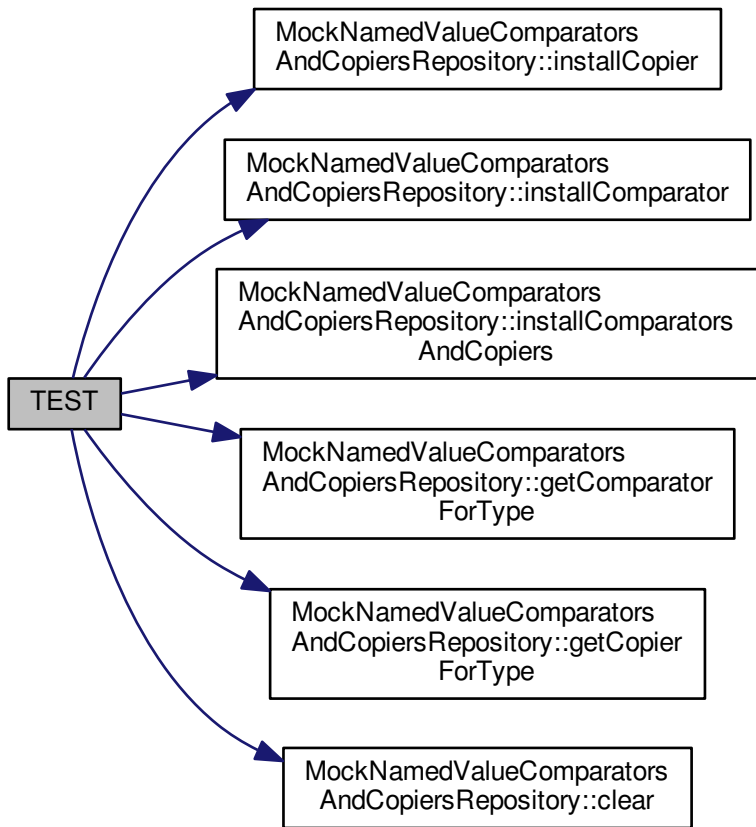 MockNamedValueComparators
AndCopiersRepository::installCopier
MockNamedValueComparators
AndCopiersRepository::installComparator
MockNamedValueComparators
AndCopiersRepository::installComparators
AndCopiers
TEST
MockNamedValueComparators
AndCopiersRepository::getComparator
ForType
MockNamedValueComparators
AndCopiersRepository::getCopier
ForType
MockNamedValueComparators
AndCopiersRepository::clear